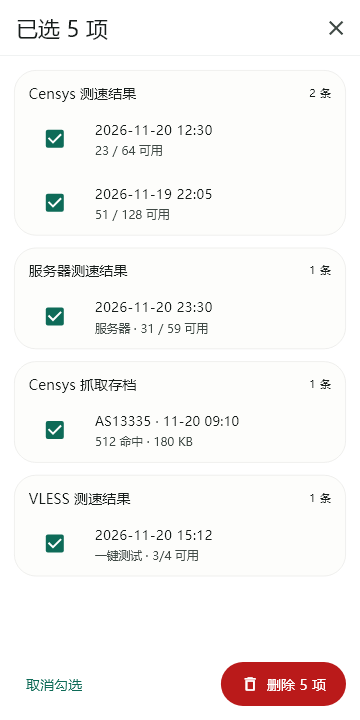 已选 5 项
Censys 测速结果 2 条
2026-11-20 12:30
23 / 64 可用
2026-11-19 22:05
51 / 128 可用
服务器测速结果 1 条
2026-11-20 23:30
服务器 · 31 / 59 可用
Censys 抓取存档 1 条
AS13335 · 11-20 09:10
512 命中 · 180 KB
VLESS 测速结果 1 条
2026-11-20 15:12
一键测试 · 3/4 可用
取消勾选 删除 5 项